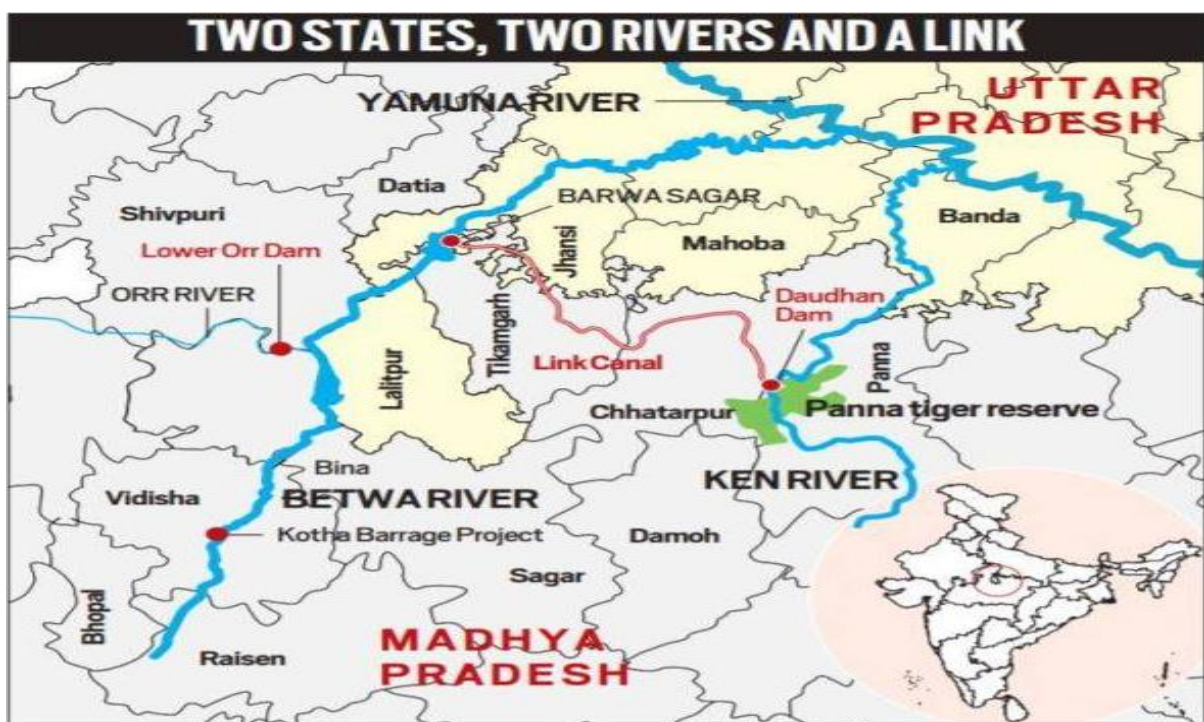 TWO STATES, TWO RIVERS AND A LINK
YAMUNA RIVER
UTTAR
PRADESH
Datia
BARWA SAGAR
Shivpuri
Banda
Lower Orr Dam
Jhansi
Mahoba
ORR RIVER
Daudhan
Dam
Tikamgarh
Link Canal
Lalitpur
Panna
Chhatarpur
Panna tiger reserve
Bina
KEN RIVER
Vidisha
BETWA RIVER
Kotha Barrage Project
Damoh
Sagar
Bhopal
MADHYA
PRADESH
Raisen